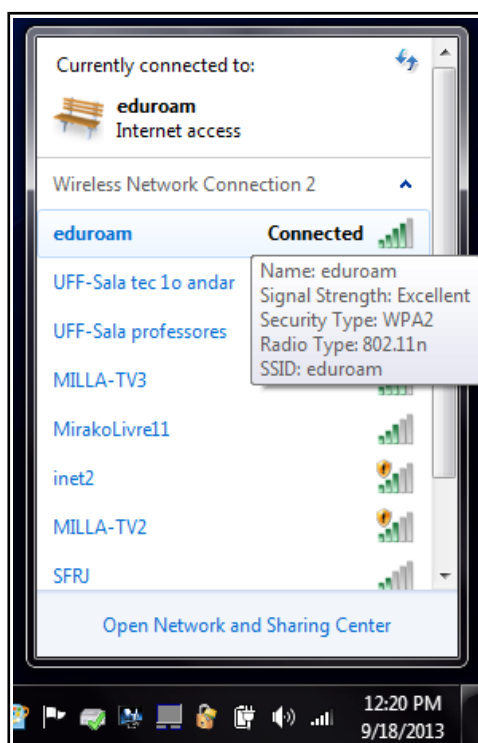 Currently connected to:
eduroam
Internet access
Wireless Network Connection 2
eduroam Connected
Name: eduroam
Signal Strength: Excellent
Security Type: WPA2
Radio Type: 802.11n
SSID: eduroam
UFF-Sala tec 1o andar
UFF-Sala professores
MILLA-TV3
MirakoLivre11
inet2
MILLA-TV2
SFRJ
Open Network and Sharing Center
12:20 PM
9/18/2013